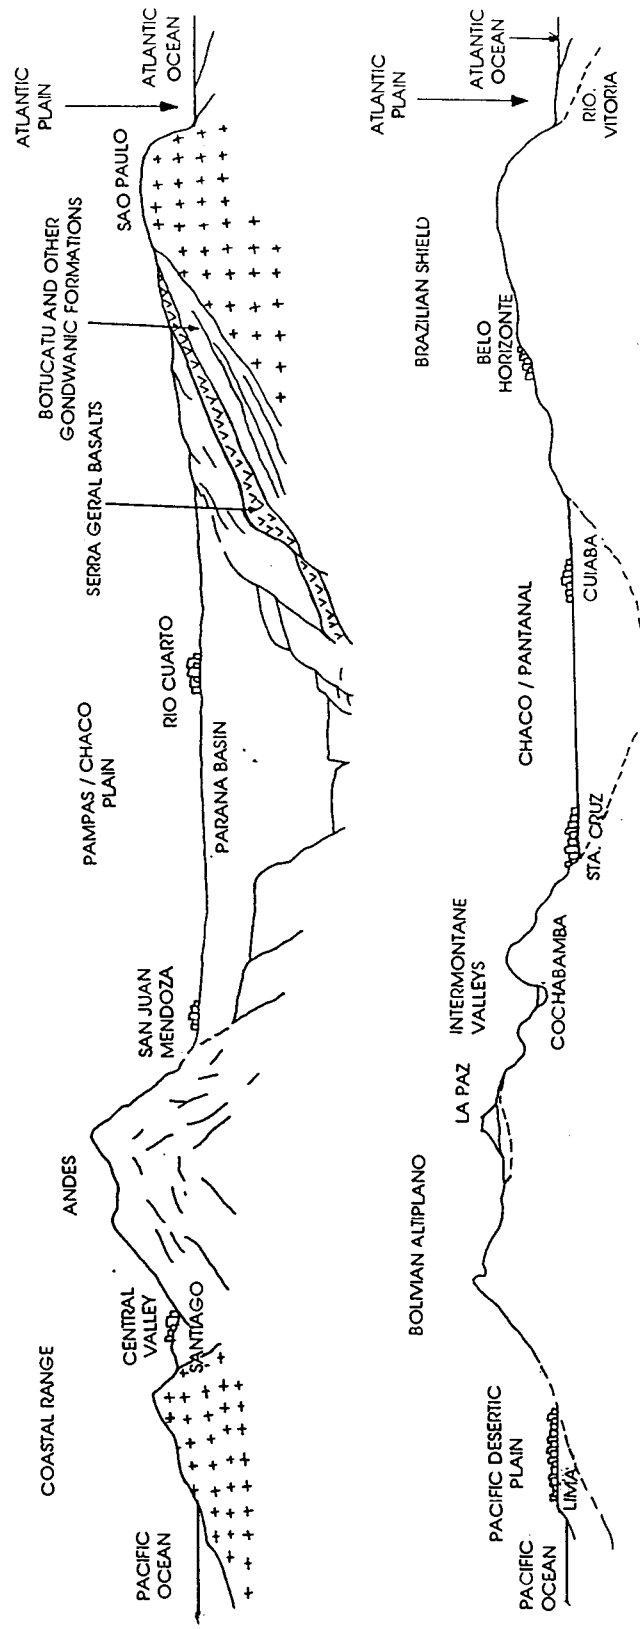 PACIFIC
OCEAN
COASTAL RANGE
CENTRAL
VALLEY
SANTIAGO
ANDES
SAN JUAN
MENDOZA
PAMPAS / CHACO
PLAIN
PARANA BASIN
RIO CUARTO
SERRA GERAL BASALTS
BOTUCATU AND OTHER
GONDWANIC FORMATIONS
SAO PAULO
ATLANTIC
PLAIN
ATLANTIC
OCEAN
PACIFIC
OCEAN
PACIFIC DESERTIC
PLAIN
LIMA
BOLIVIAN ALTIPLANO
LA PAZ
INTERMONTANE
VALLEYS
COCHABAMBA
STA. CRUZ
CHACO / PANTANAL
CUIABA
BELO
HORIZONTE
BRAZILIAN SHIELD
ATLANTIC
PLAIN
ATLANTIC
OCEAN
RIO.
VITORIA